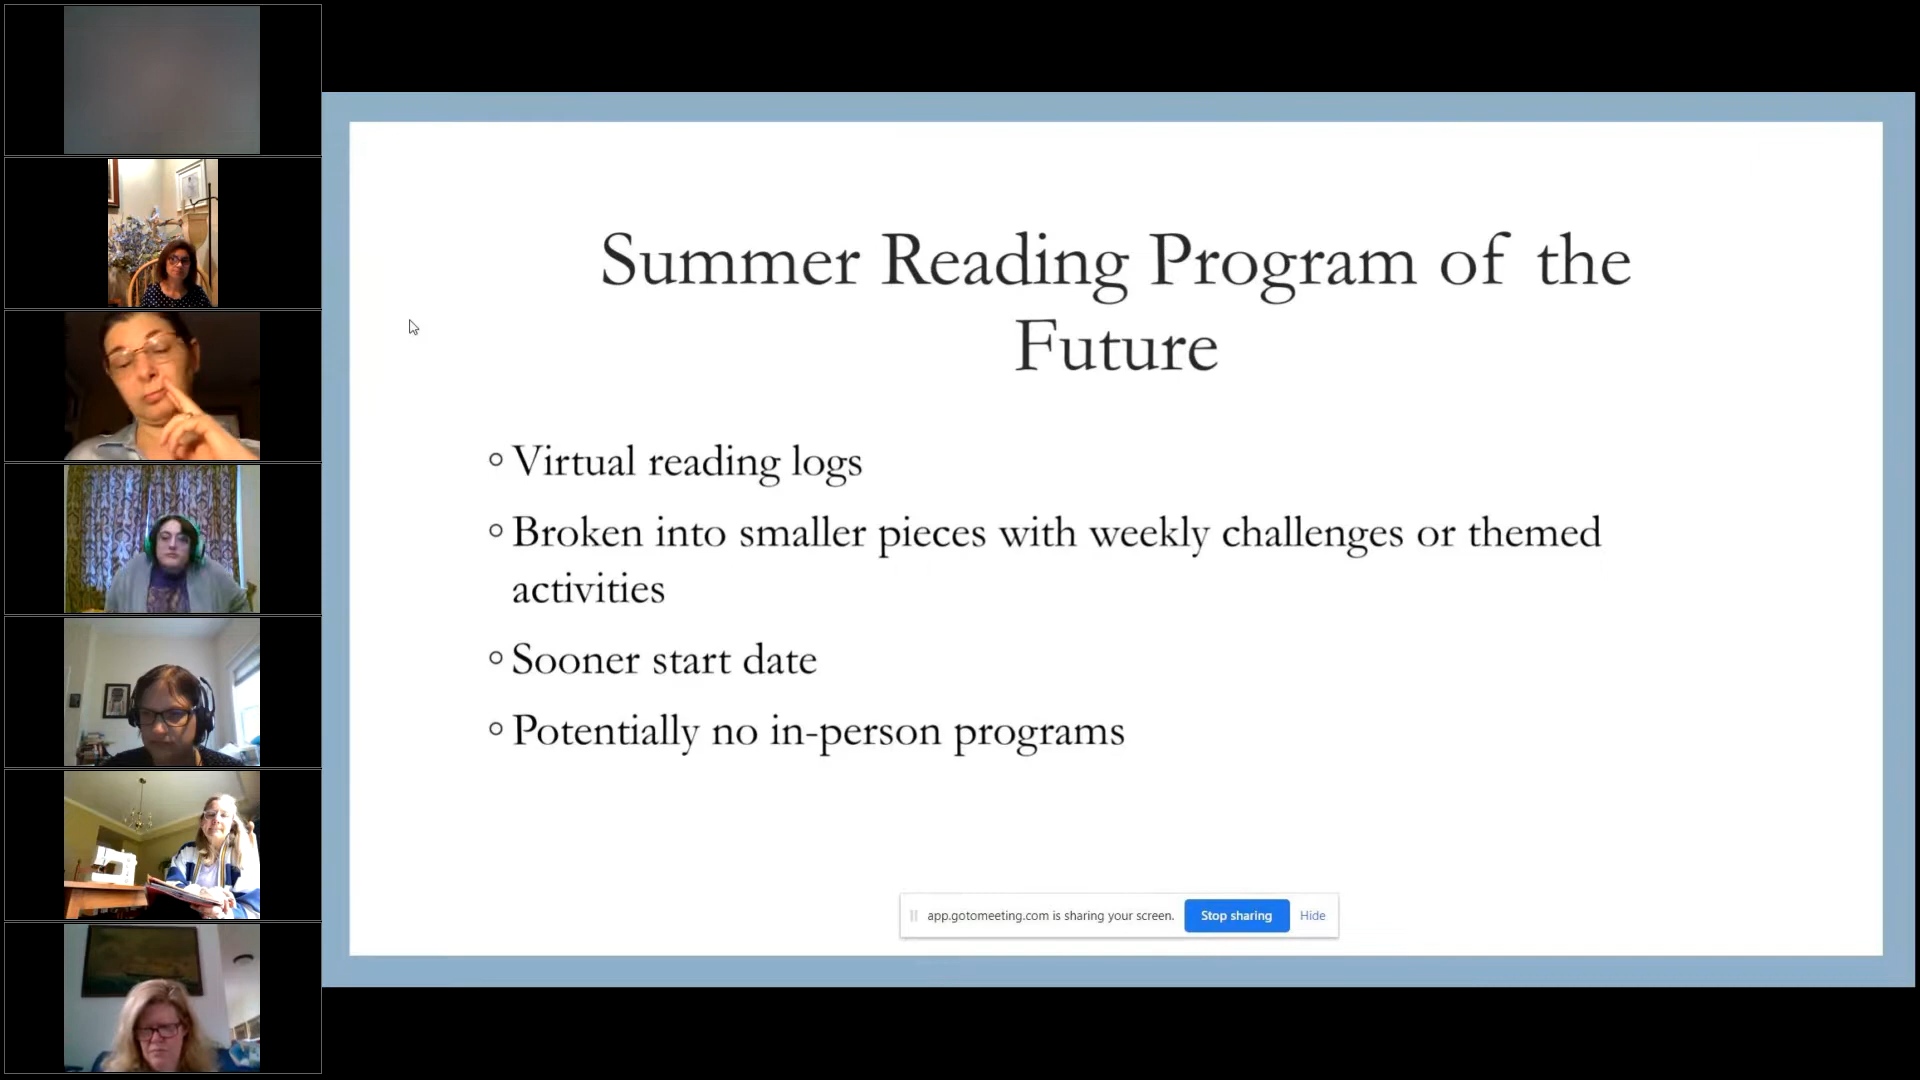 Summer Reading Program of the
Future
Virtual reading logs
Broken into smaller pieces with weekly challenges or themed
activities
Sooner start date
Potentially no in-person programs
app.gotomeeting.com is sharing your screen. Stop sharing Hide